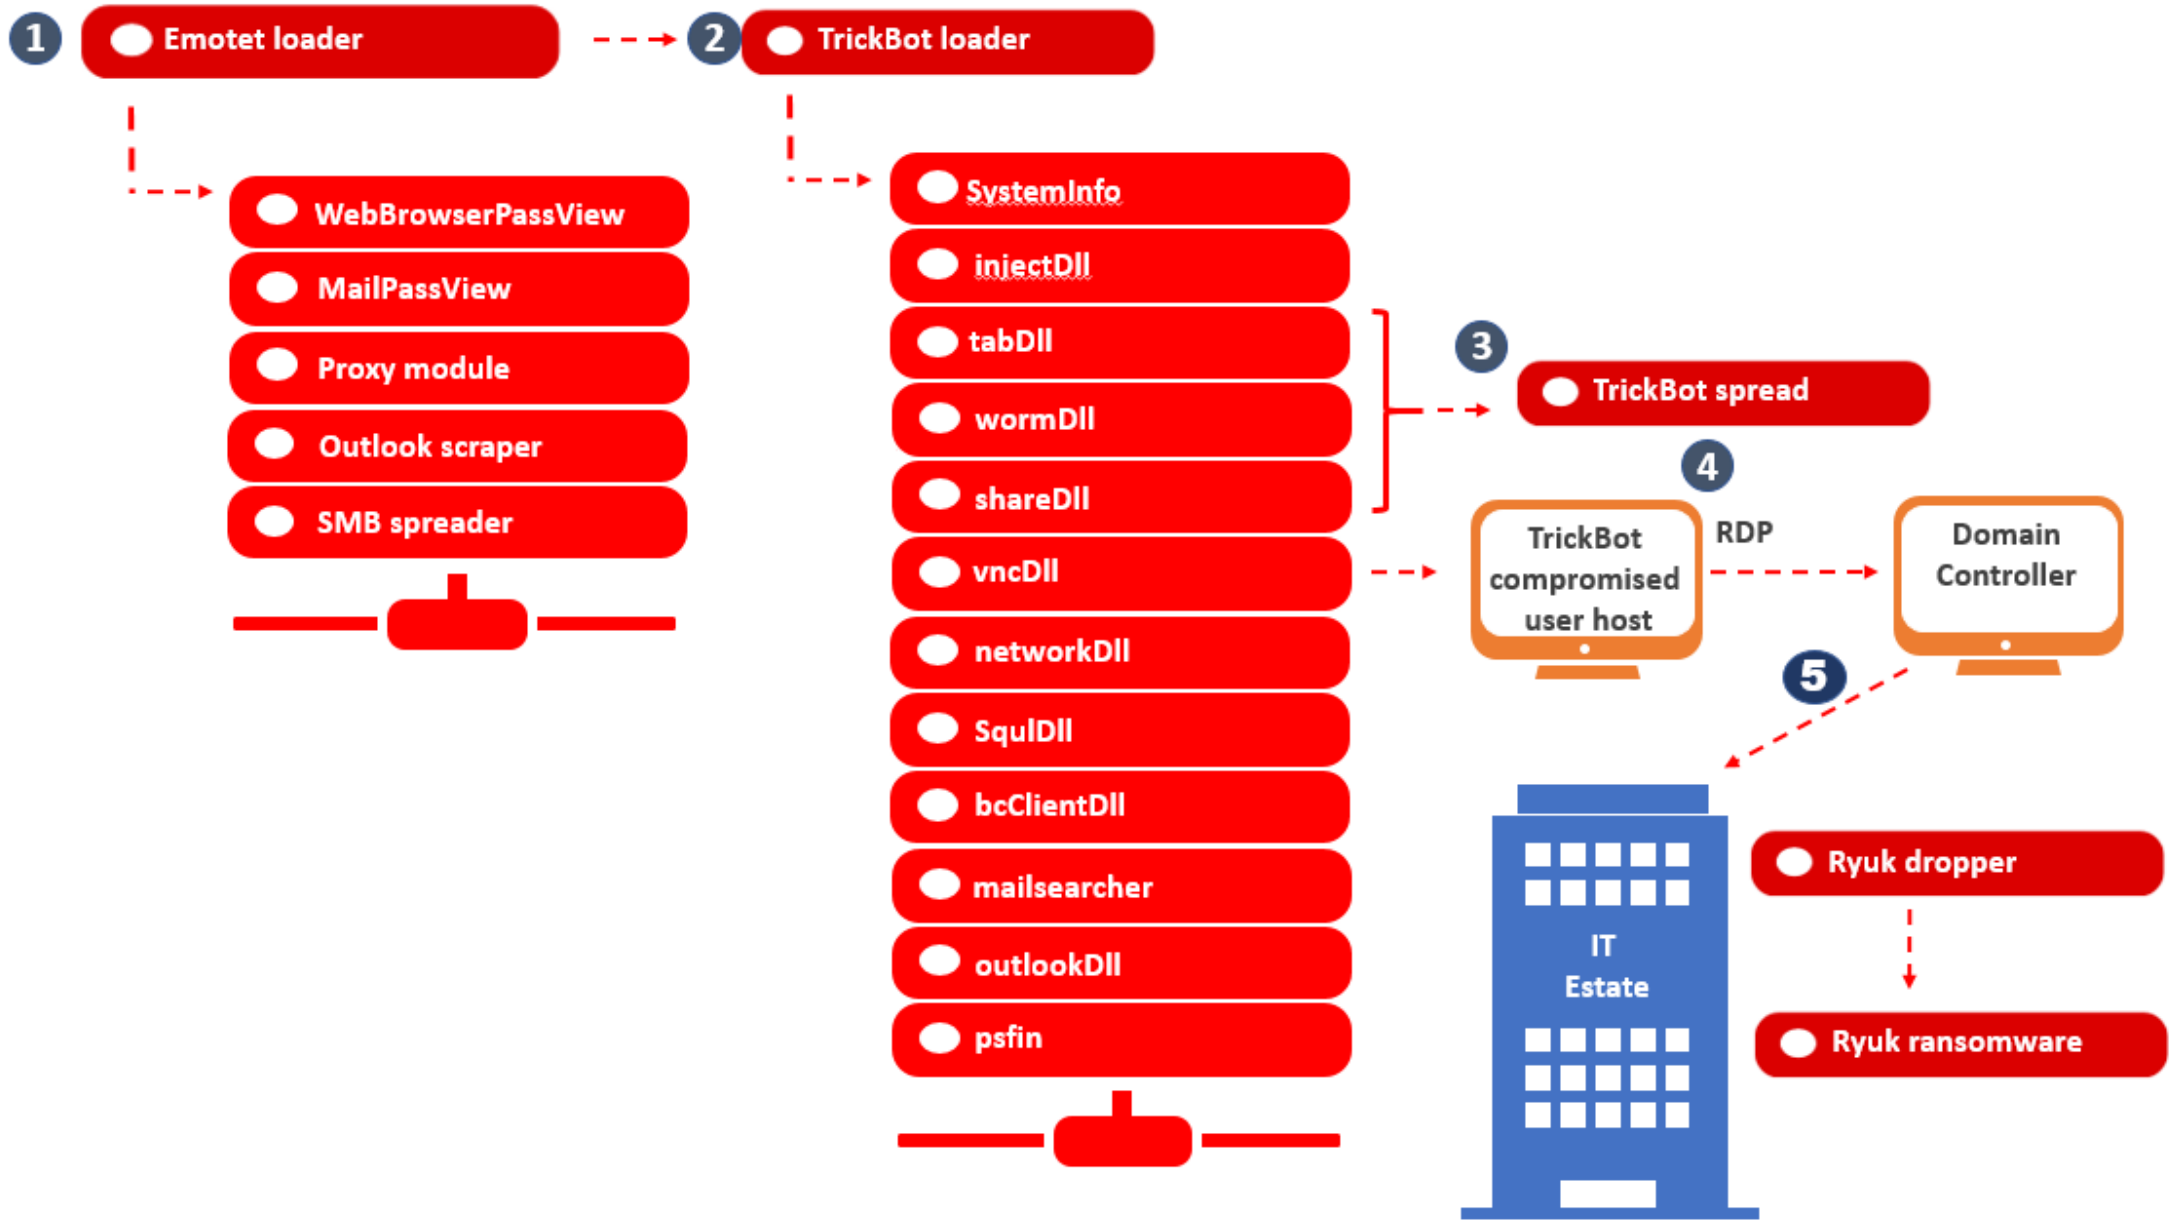 1
Emotet loader
2
TrickBot loader
WebBrowserPassView
MailPassView
Proxy module
Outlook scraper
SMB spreader
SystemInfo
injectDll
tabDll
wormDll
shareDll
vncDll
networkDll
SqulDll
bcClientDll
mailsearcher
outlookDll
psfin
3
TrickBot spread
4
TrickBot
compromised
user host
RDP
Domain
Controller
5
IT
Estate
Ryuk dropper
Ryuk ransomware